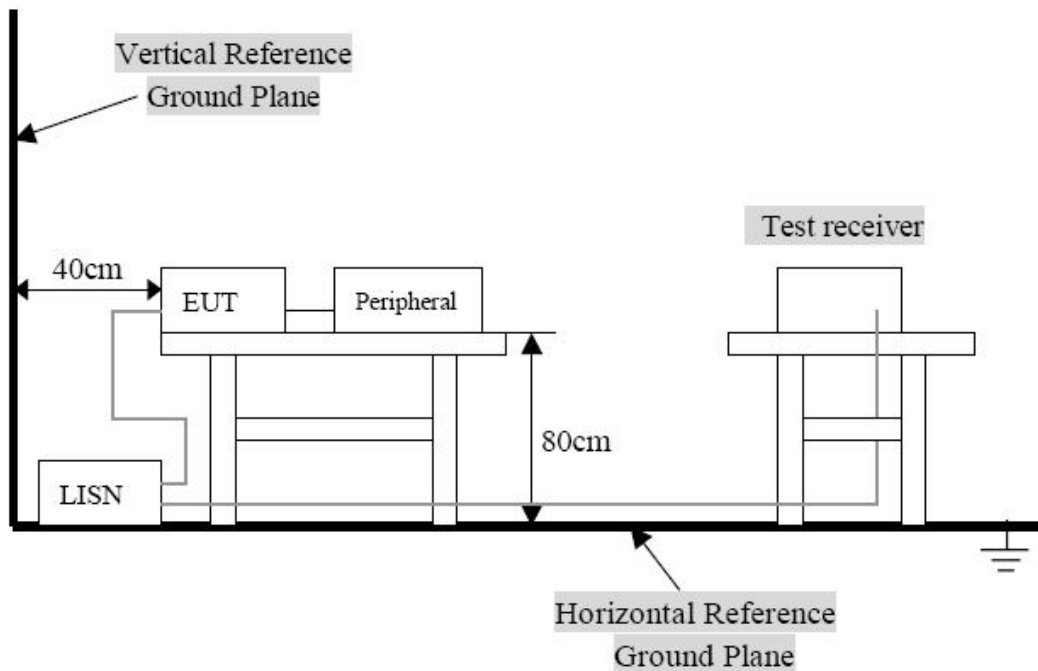 Vertical Reference
Ground Plane
Test receiver
40cm
EUT
Peripheral
80cm
LISN
Horizontal Reference
Ground Plane